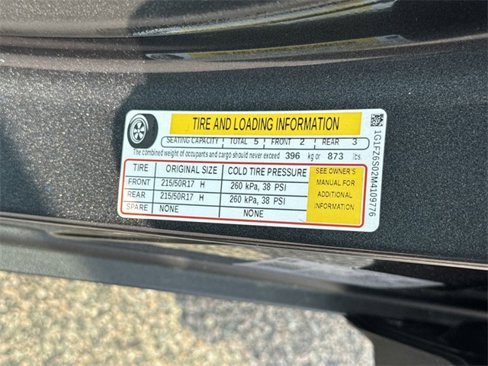 TIRE AND LOADING INFORMATION
SEATING CAPACITY TOTAL 5 FRONT 2 REAR 3
The combined weight of occupants and cargo should never exceed 396 kg or 873 lbs.
TIRE ORIGINAL SIZE COLD TIRE PRESSURE
FRONT 215/50R17 H 260 kPa, 38 PSI
REAR 215/50R17 H 260 kPa, 38 PSI
SPARE NONE NONE
SEE OWNER'S
MANUAL FOR
ADDITIONAL
INFORMATION
1G1FZ6S02M4109776